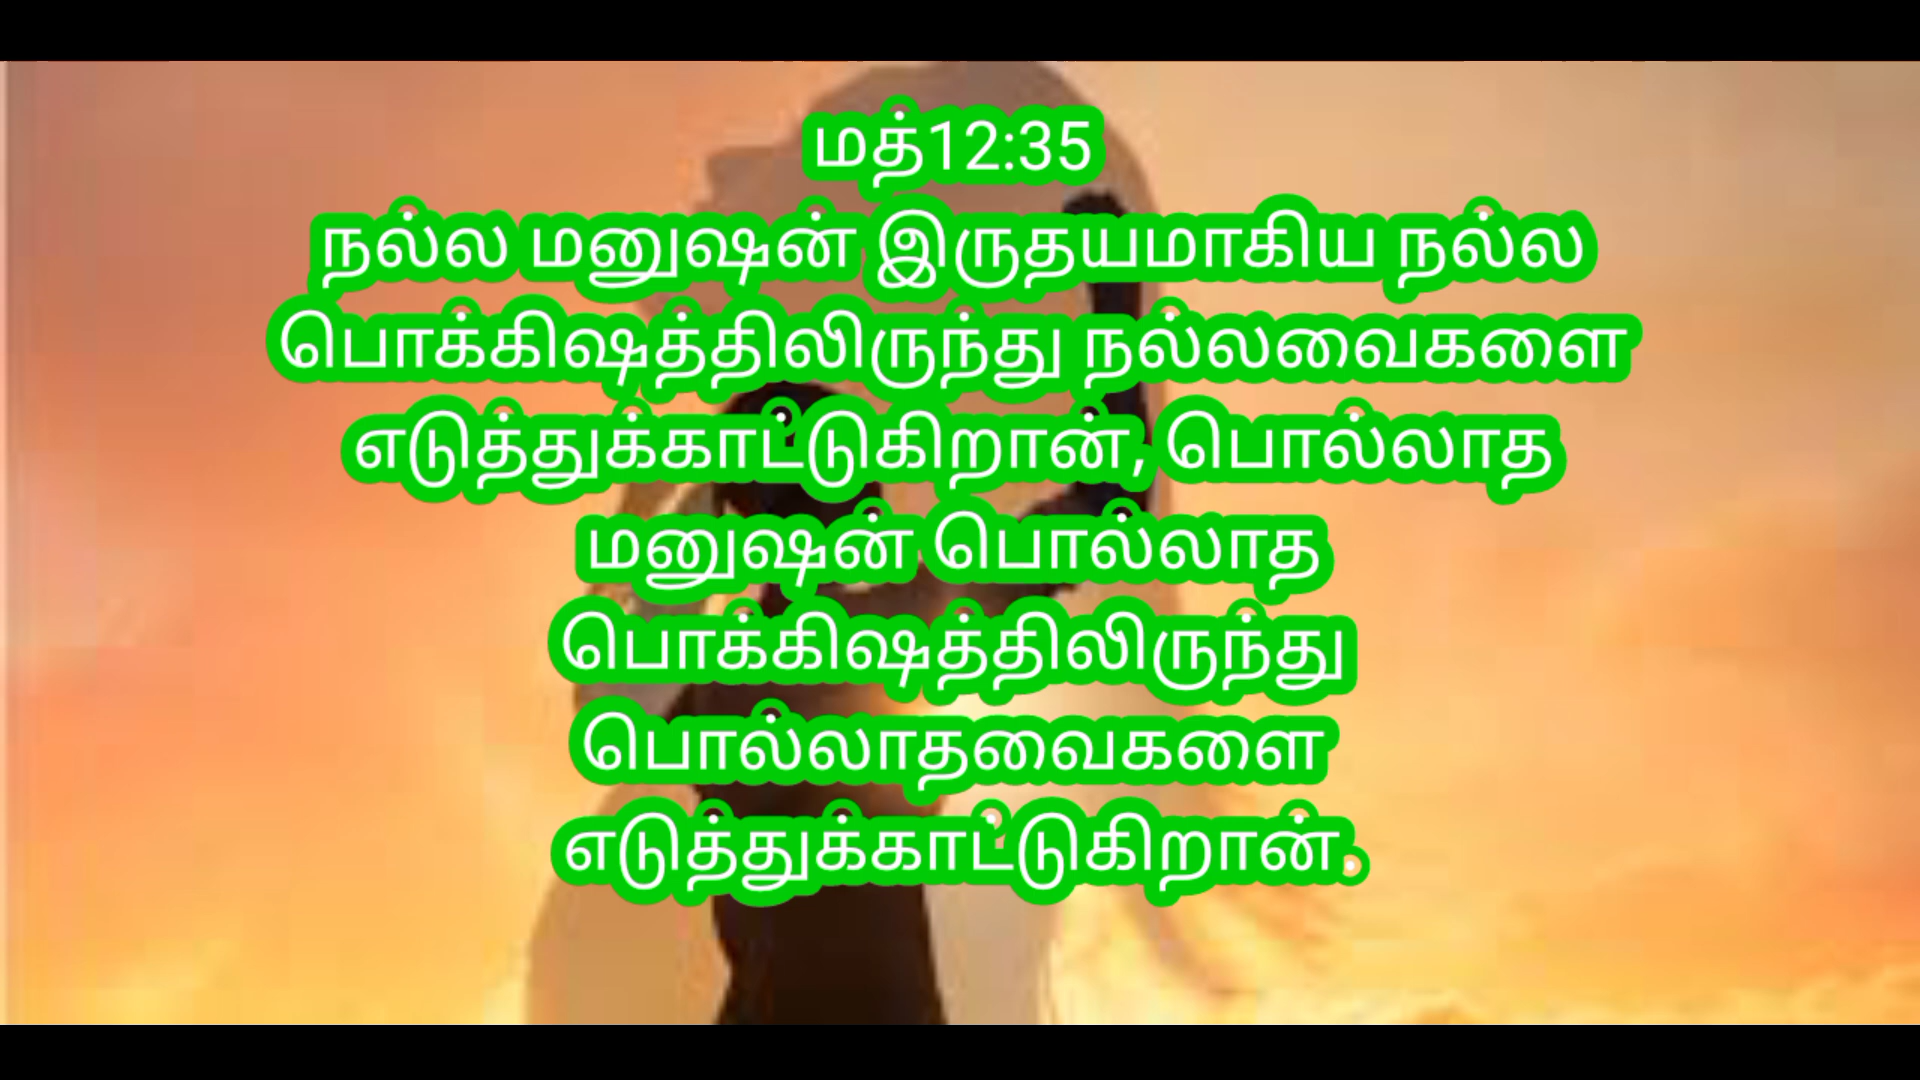 மத்12:35
நல்ல மனுஷன் இருதயமாகிய நல்ல
பொக்கிஷத்திலிருந்து நல்லவைகளை
எடுத்துக்காட்டுகிறான், பொல்லாத
மனுஷன் பொல்லாத
பொக்கிஷத்திலிருந்து
பொல்லாதவைகளை
எடுத்துக்காட்டுகிறான்.